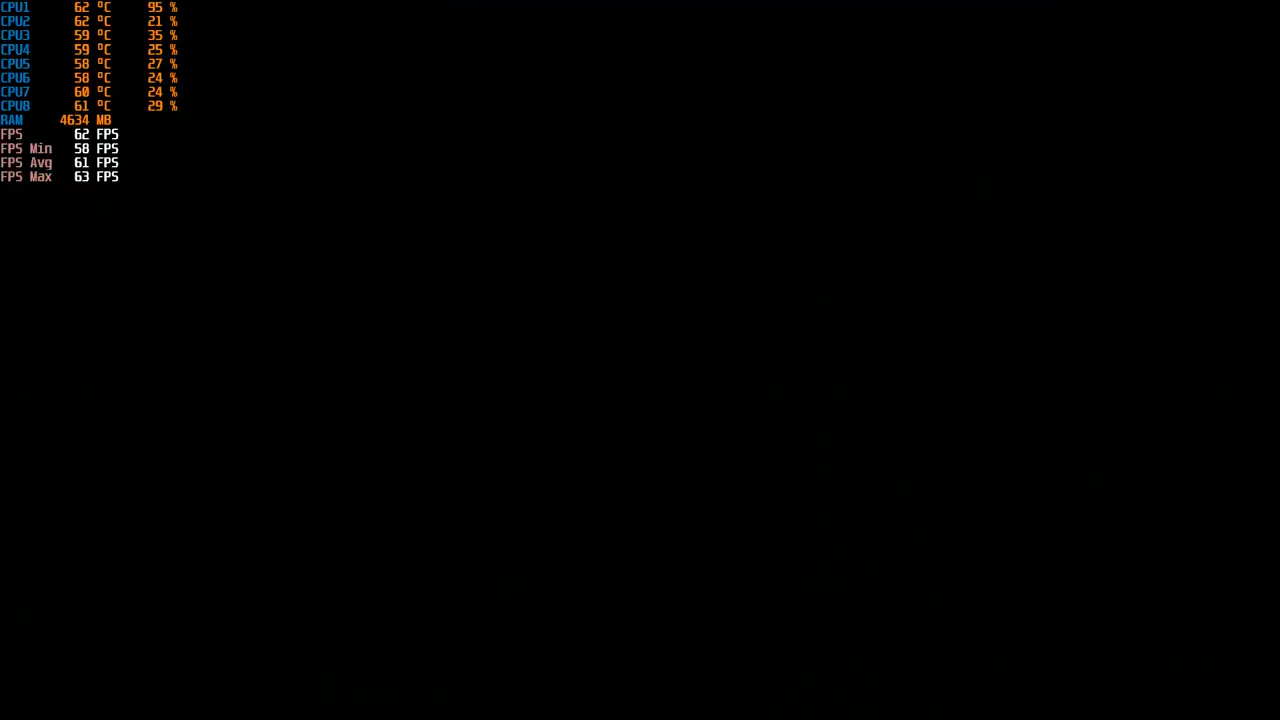 CPU1 62 °C 95 %
CPU2 62 °C 21 %
CPU3 59 °C 35 %
CPU4 59 °C 25 %
CPU5 58 °C 27 %
CPU6 58 °C 24 %
CPU7 60 °C 24 %
CPU8 61 °C 29 %
RAM 4634 MB
FPS 62 FPS
FPS Min 58 FPS
FPS Avg 61 FPS
FPS Max 63 FPS